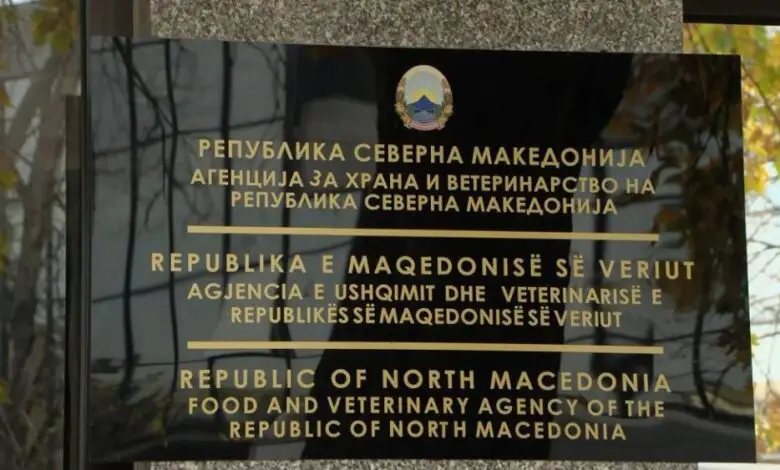 РЕПУБЛИКА СЕВЕРНА МАКЕДОНИЈА
АГЕНЦИЈА ЗА ХРАНА И ВЕТЕРИНАРСТВО НА
РЕПУБЛИКА СЕВЕРНА МАКЕДОНИЈА
REPUBLIKA E MAQEDONISË SË VERIUT
AGJENCIA E USHQIMIT DHE VETERINARISË E
REPUBLIKËS SË MAQEDONISË SË VERIUT
REPUBLIC OF NORTH MACEDONIA
FOOD AND VETERINARY AGENCY OF THE
REPUBLIC OF NORTH MACEDONIA